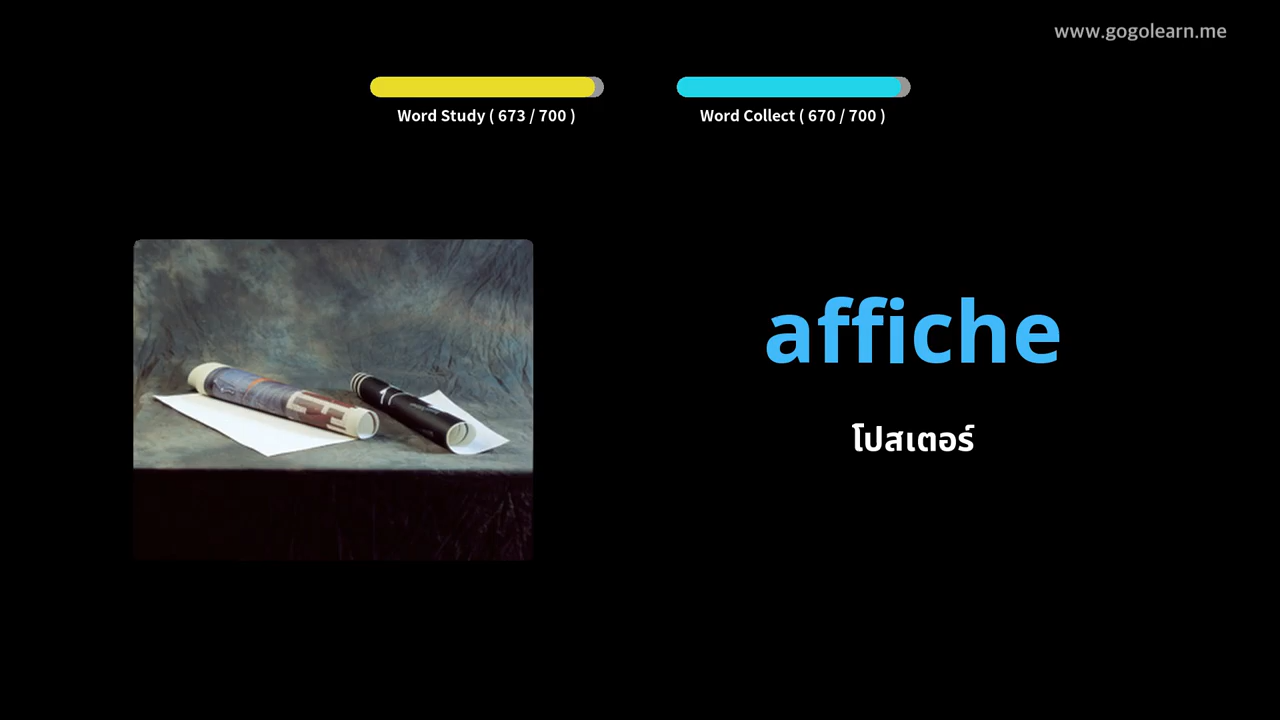 www.gogolearn.me
Word Study ( 673 / 700 )
Word Collect ( 670 / 700 )
affiche
โปสเตอร์